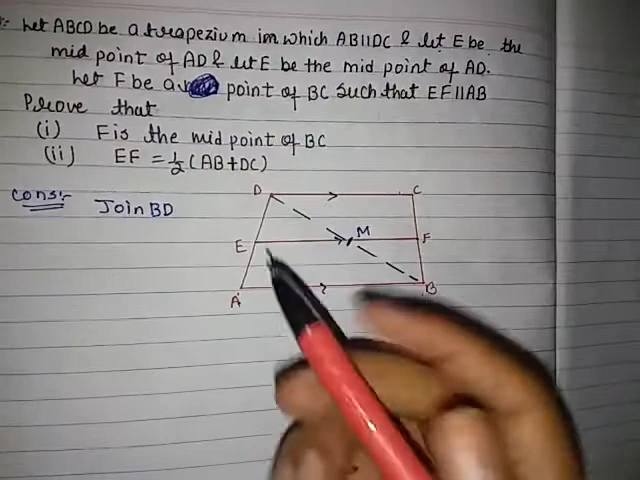 Let ABCD be a trapezium in which AB||DC & let E be the
mid point of AD & let E be the mid point of AD.
Let F be a point of BC such that EF||AB
Prove that
(i) F is the mid point of BC
(ii) EF = 1/2 (AB+DC)
Cons:- Join BD
D C
E M F
A B